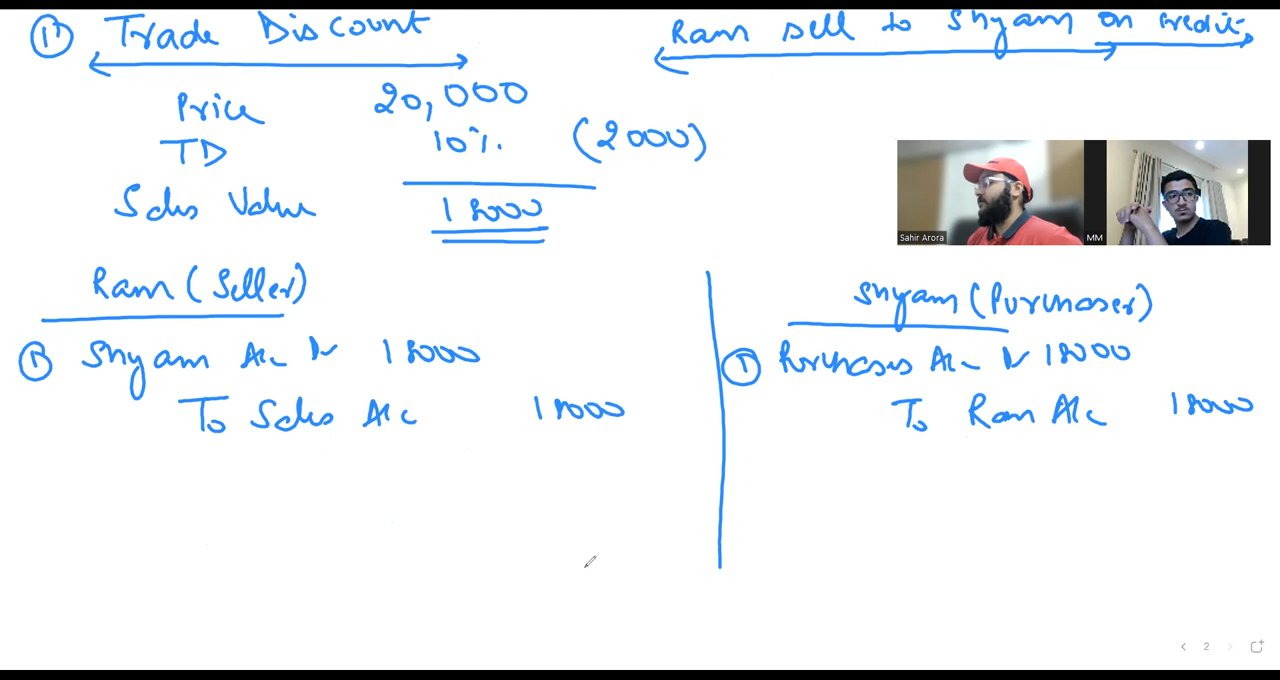 1) Trade Discount
Ram sell to Shyam on credit
Price 20,000
TD 10% (2000)
Sales Value 18000
Sahir Arora
MM
Ram (Seller)
① Shyam A/c Dr 18000
To Sales A/c 18000
Shyam (Purchaser)
① Purchases A/c Dr 18000
To Ram A/c 18000
2